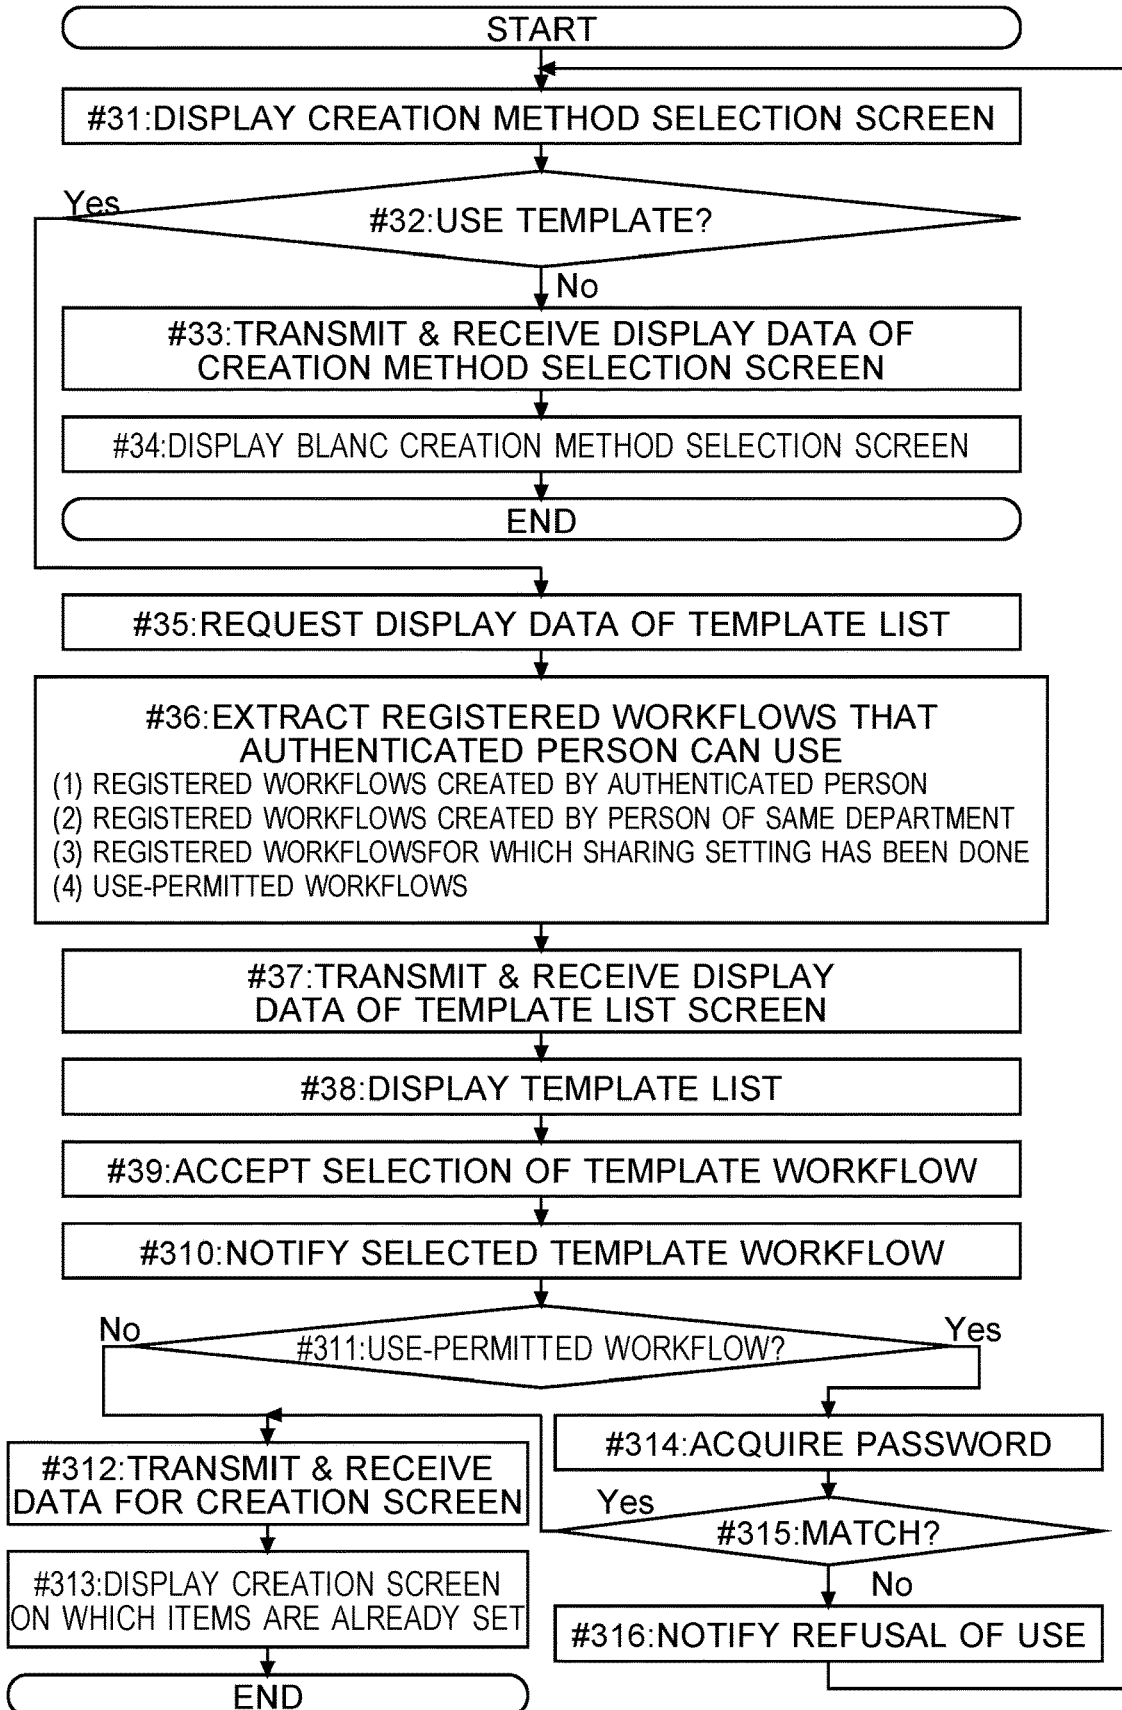 START
#31:DISPLAY CREATION METHOD SELECTION SCREEN
Yes
#32:USE TEMPLATE?
No
#33:TRANSMIT & RECEIVE DISPLAY DATA OF
CREATION METHOD SELECTION SCREEN
#34:DISPLAY BLANC CREATION METHOD SELECTION SCREEN
END
#35:REQUEST DISPLAY DATA OF TEMPLATE LIST
#36:EXTRACT REGISTERED WORKFLOWS THAT
AUTHENTICATED PERSON CAN USE
(1) REGISTERED WORKFLOWS CREATED BY AUTHENTICATED PERSON
(2) REGISTERED WORKFLOWS CREATED BY PERSON OF SAME DEPARTMENT
(3) REGISTERED WORKFLOWSFOR WHICH SHARING SETTING HAS BEEN DONE
(4) USE-PERMITTED WORKFLOWS
#37:TRANSMIT & RECEIVE DISPLAY
DATA OF TEMPLATE LIST SCREEN
#38:DISPLAY TEMPLATE LIST
#39:ACCEPT SELECTION OF TEMPLATE WORKFLOW
#310:NOTIFY SELECTED TEMPLATE WORKFLOW
No
#311:USE-PERMITTED WORKFLOW?
Yes
#312:TRANSMIT & RECEIVE
DATA FOR CREATION SCREEN
#313:DISPLAY CREATION SCREEN
ON WHICH ITEMS ARE ALREADY SET
END
#314:ACQUIRE PASSWORD
Yes
#315:MATCH?
No
#316:NOTIFY REFUSAL OF USE